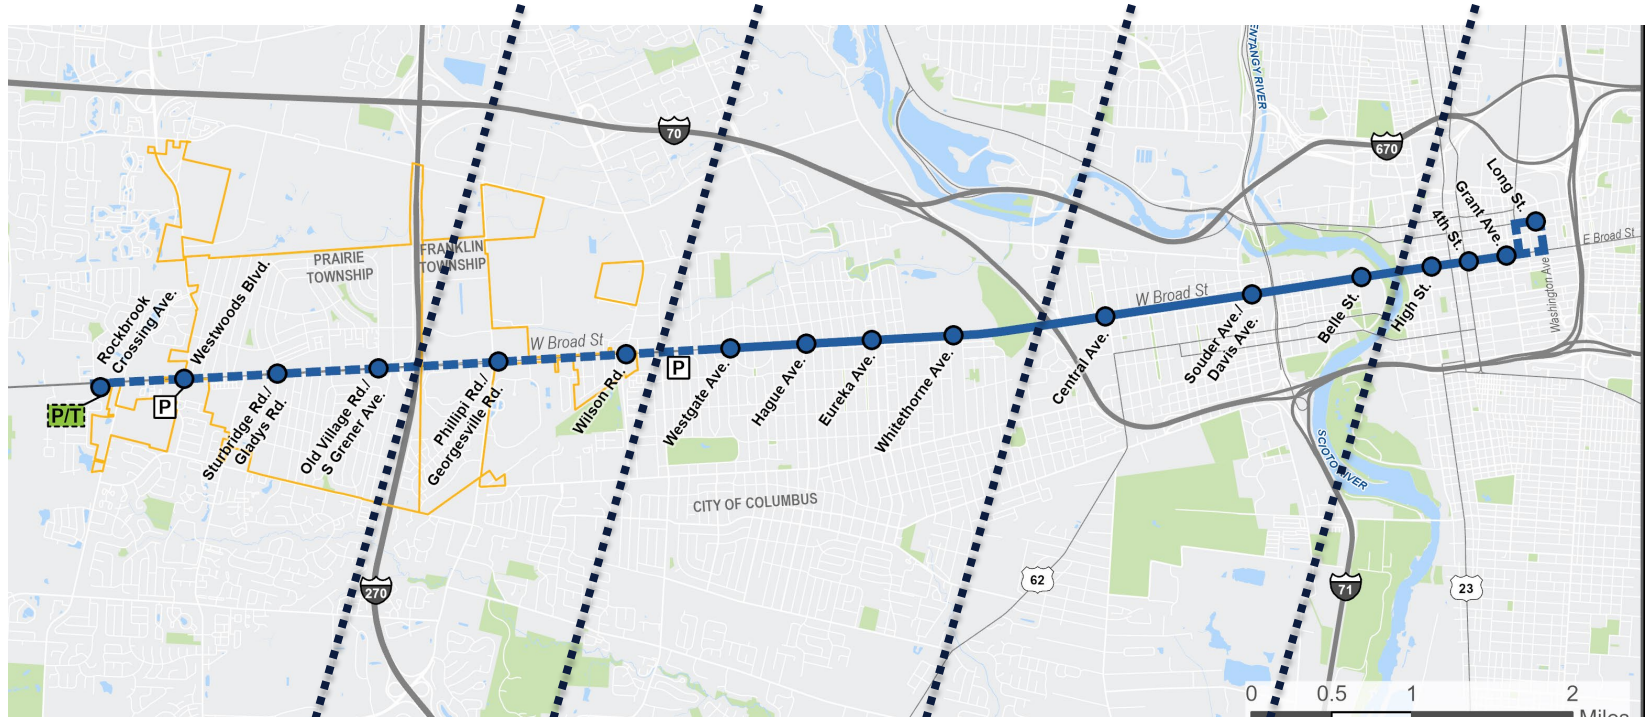 ENTANGY RIVER
70
670
Long St.
Grant Ave.
4th St.
E Broad St
PRAIRIE
TOWNSHIP
FRANKLIN
TOWNSHIP
Washington Ave
Rockbrook
Crossing Ave.
Westwoods Blvd.
W Broad St
W Broad St
High St.
Belle St.
Souder Ave./
Davis Ave.
Central Ave.
Whitethorne Ave.
Eureka Ave.
Hague Ave.
Westgate Ave.
P
Wilson Rd.
Phillipi Rd./
Georgesville Rd.
Old Village Rd./
S Grener Ave.
Sturbridge Rd./
Gladys Rd.
P
P/T
SCIOTO RIVER
CITY OF COLUMBUS
62
270
71
23
0 0.5 1 2
Miles